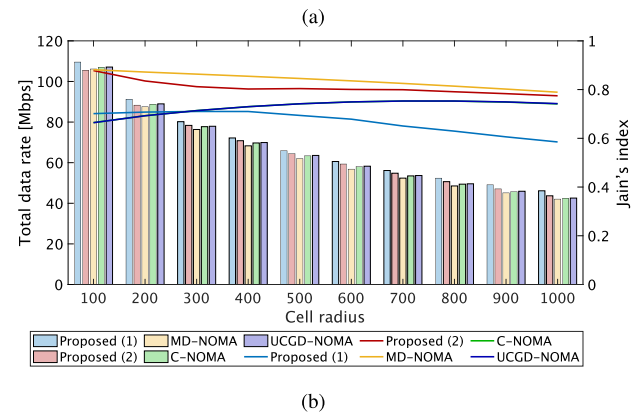 (a)
120
100
80
60
40
20
0
Total data rate [Mbps]
1
0.8
0.6
0.4
0.2
0
Jain's index
100 200 300 400 500 600 700 800 900 1000
Cell radius
Proposed (1) MD-NOMA UCGD-NOMA Proposed (2) C-NOMA
Proposed (2) C-NOMA Proposed (1) MD-NOMA UCGD-NOMA
(b)